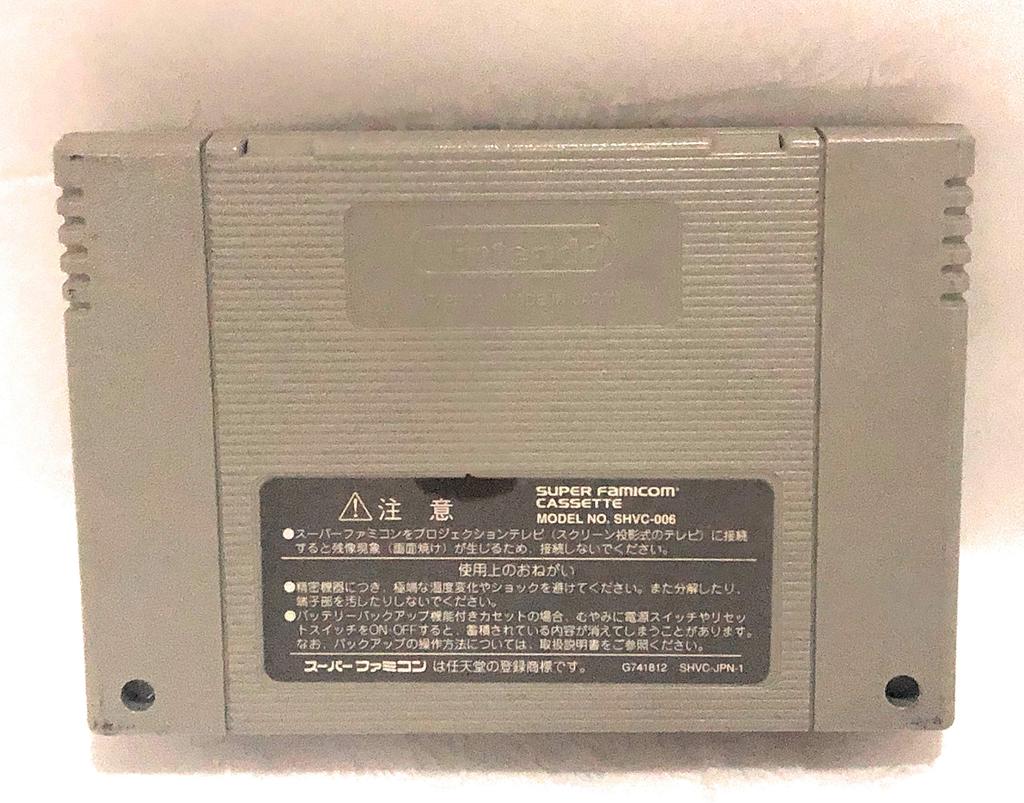 Nintendo
MADE IN JAPAN
⚠注 意
SUPER FAMICOM
CASSETTE
MODEL NO. SHVC-006
●スーパーファミコンをプロジェクションテレビ（スクリーン投影式のテレビ）に接続
すると残像現象（画面焼け）が生じるため、接続しないでください。
使用上のおねがい
●精密機器につき、極端な温度変化やショックを避けてください。また分解したり、
端子部を汚したりしないでください。
●バッテリーバックアップ機能付きカセットの場合、むやみに電源スイッチやリセッ
トスイッチをON・OFFすると、蓄積されている内容が消えてしまうことがあります。
なお、バックアップの操作方法については、取扱説明書をご参照ください。
スーパーファミコン は任天堂の登録商標です。
G741812 SHVC-JPN-1